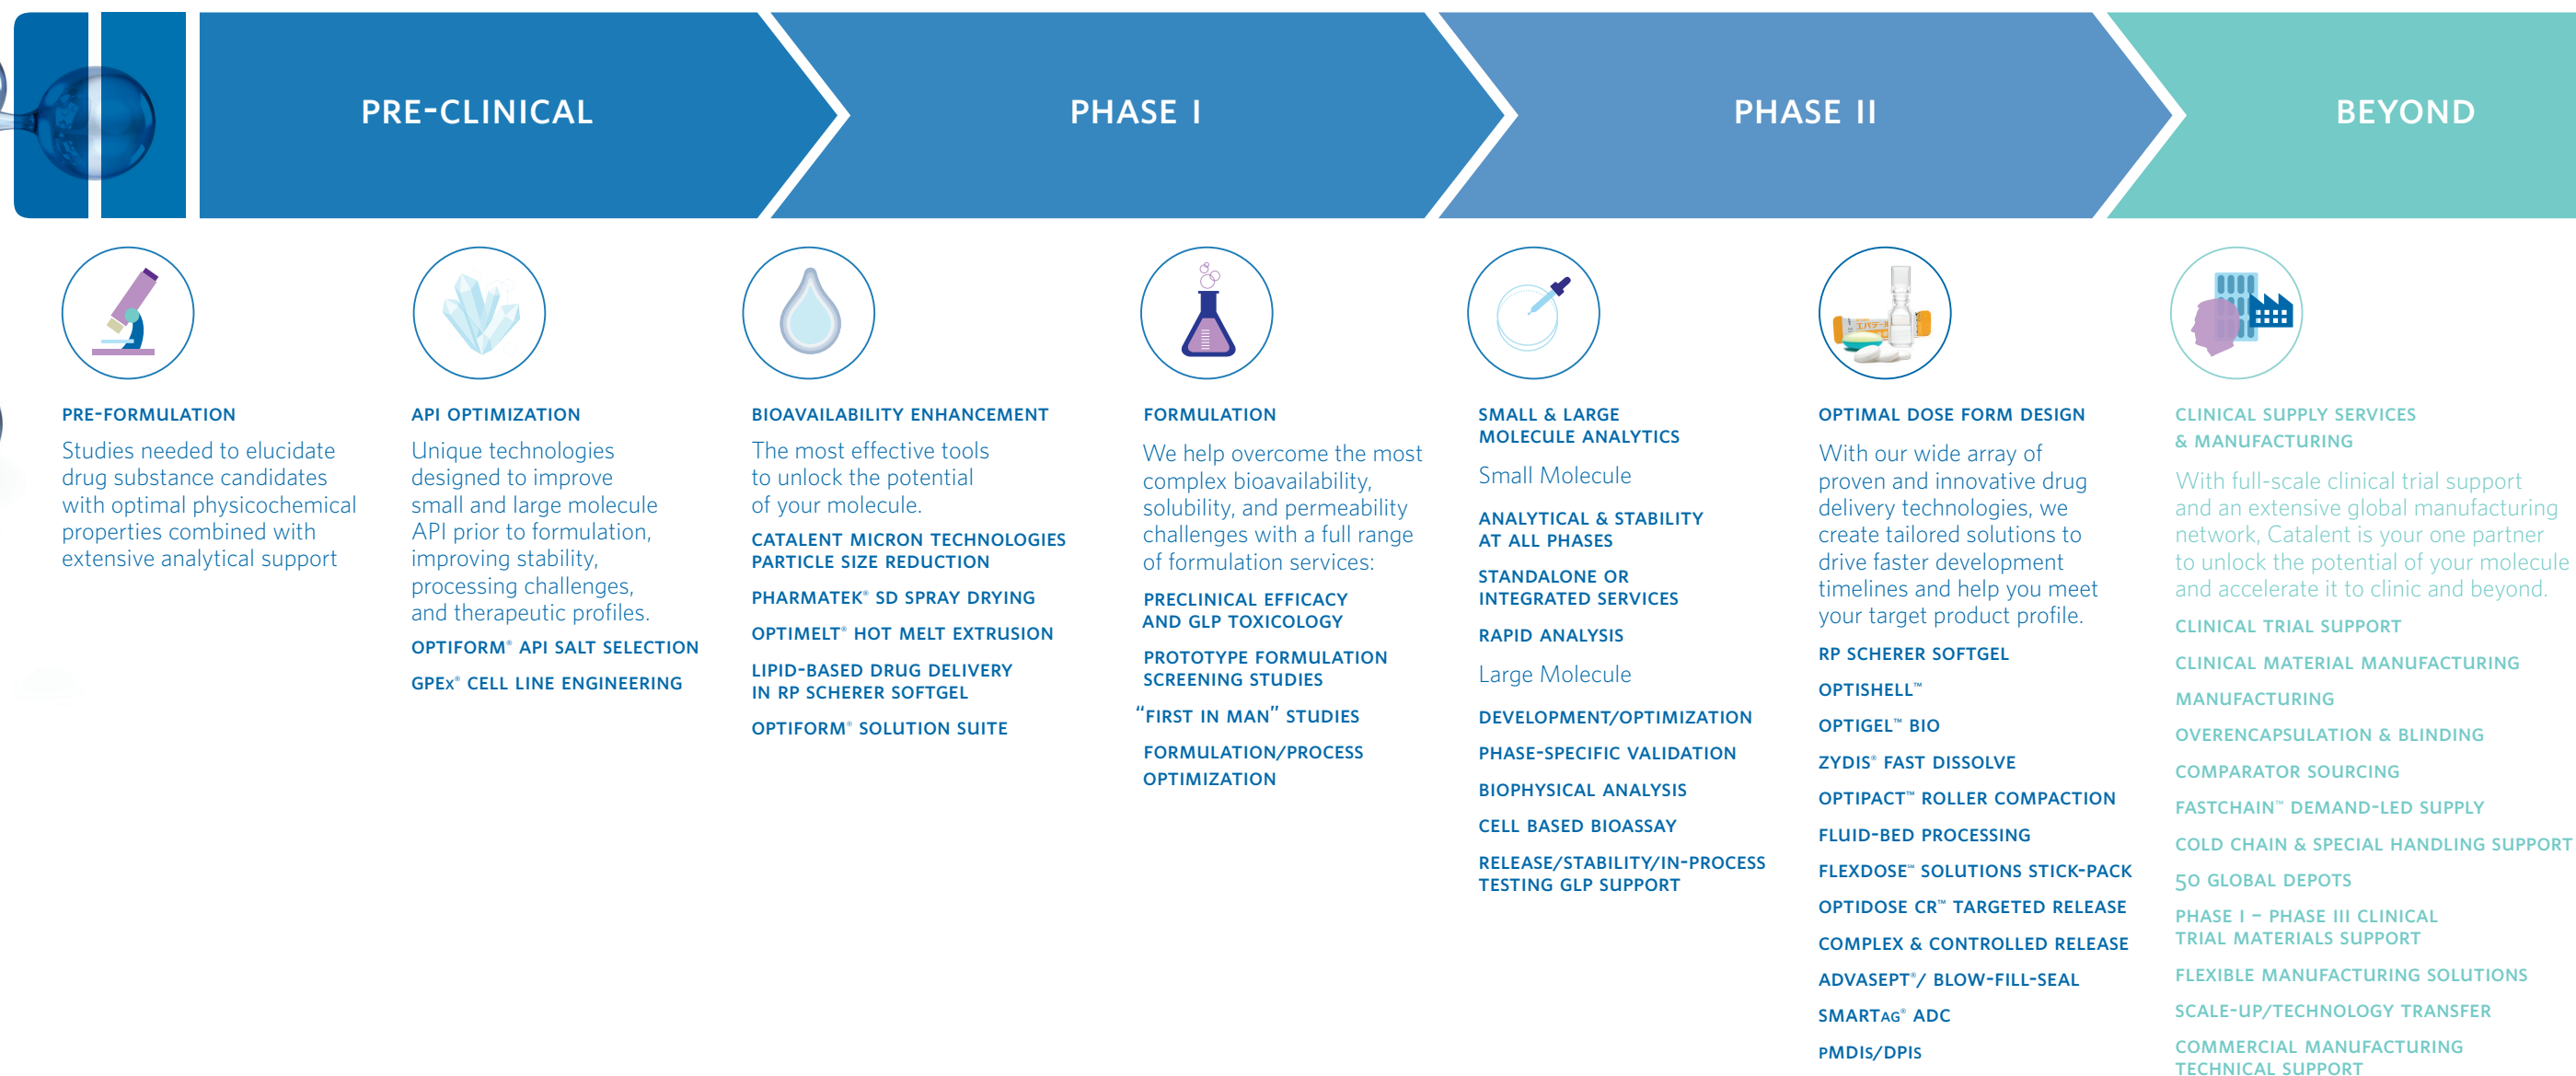 PRE-CLINICAL
PHASE I
PHASE II
BEYOND
PRE-FORMULATION
Studies needed to elucidate
drug substance candidates
with optimal physicochemical
properties combined with
extensive analytical support
API OPTIMIZATION
Unique technologies
designed to improve
small and large molecule
API prior to formulation,
improving stability,
processing challenges,
and therapeutic profiles.
OPTIFORM® API SALT SELECTION
GPEx® CELL LINE ENGINEERING
BIOAVAILABILITY ENHANCEMENT
The most effective tools
to unlock the potential
of your molecule.
CATALENT MICRON TECHNOLOGIES
PARTICLE SIZE REDUCTION
PHARMATEK® SD SPRAY DRYING
OPTIMELT® HOT MELT EXTRUSION
LIPID-BASED DRUG DELIVERY
IN RP SCHERER SOFTGEL
OPTIFORM® SOLUTION SUITE
FORMULATION
We help overcome the most
complex bioavailability,
solubility, and permeability
challenges with a full range
of formulation services:
PRECLINICAL EFFICACY
AND GLP TOXICOLOGY
PROTOTYPE FORMULATION
SCREENING STUDIES
“FIRST IN MAN” STUDIES
FORMULATION/PROCESS
OPTIMIZATION
SMALL & LARGE
MOLECULE ANALYTICS
Small Molecule
ANALYTICAL & STABILITY
AT ALL PHASES
STANDALONE OR
INTEGRATED SERVICES
RAPID ANALYSIS
Large Molecule
DEVELOPMENT/OPTIMIZATION
PHASE-SPECIFIC VALIDATION
BIOPHYSICAL ANALYSIS
CELL BASED BIOASSAY
RELEASE/STABILITY/IN-PROCESS
TESTING GLP SUPPORT
OPTIMAL DOSE FORM DESIGN
With our wide array of
proven and innovative drug
delivery technologies, we
create tailored solutions to
drive faster development
timelines and help you meet
your target product profile.
RP SCHERER SOFTGEL
OPTISHELL™
OPTIGEL™ BIO
ZYDIS® FAST DISSOLVE
OPTIPACT™ ROLLER COMPACTION
FLUID-BED PROCESSING
FLEXDOSE℠ SOLUTIONS STICK-PACK
OPTIDOSE CR™ TARGETED RELEASE
COMPLEX & CONTROLLED RELEASE
ADVASEPT®/ BLOW-FILL-SEAL
SMARTAG® ADC
PMDIS/DPIS
CLINICAL SUPPLY SERVICES
& MANUFACTURING
With full-scale clinical trial support
and an extensive global manufacturing
network, Catalent is your one partner
to unlock the potential of your molecule
and accelerate it to clinic and beyond.
CLINICAL TRIAL SUPPORT
CLINICAL MATERIAL MANUFACTURING
MANUFACTURING
OVERENCAPSULATION & BLINDING
COMPARATOR SOURCING
FASTCHAIN™ DEMAND-LED SUPPLY
COLD CHAIN & SPECIAL HANDLING SUPPORT
50 GLOBAL DEPOTS
PHASE I – PHASE III CLINICAL
TRIAL MATERIALS SUPPORT
FLEXIBLE MANUFACTURING SOLUTIONS
SCALE-UP/TECHNOLOGY TRANSFER
COMMERCIAL MANUFACTURING
TECHNICAL SUPPORT